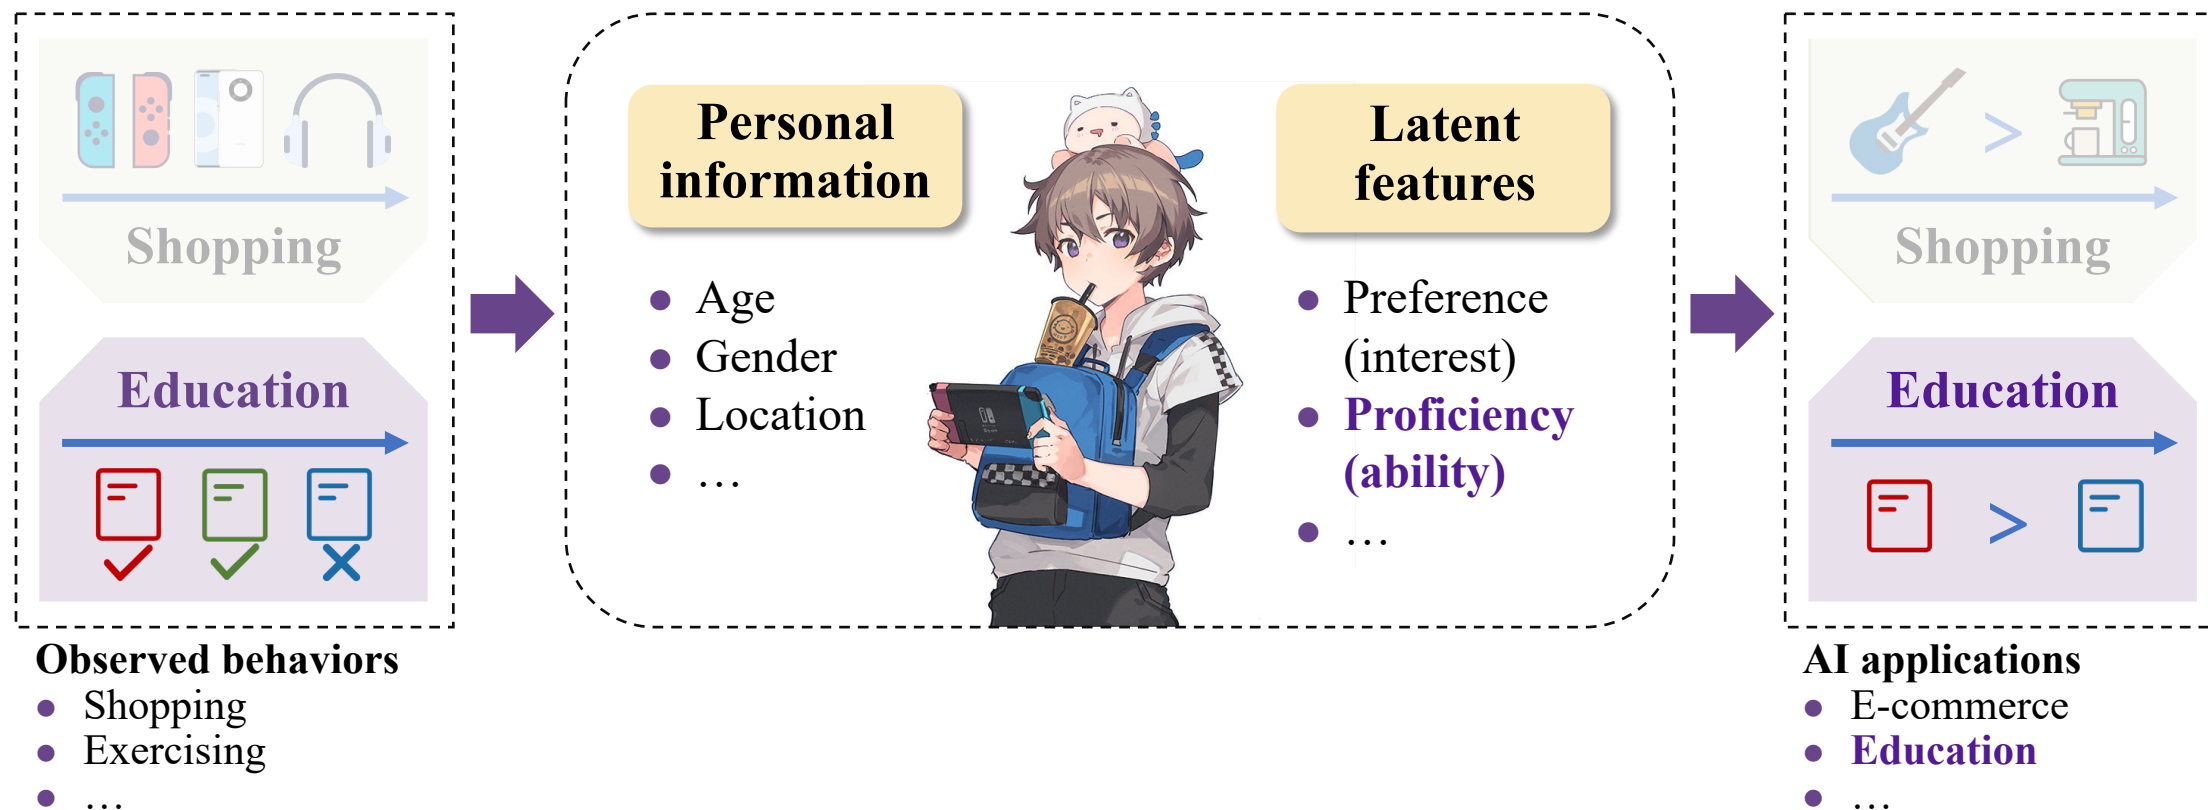 Shopping
Education
Observed behaviors
Shopping
Exercising
…
Personal
information
Age
Gender
Location
…
Latent
features
Preference
(interest)
Proficiency
(ability)
…
>
Shopping
Education
>
AI applications
E-commerce
Education
…